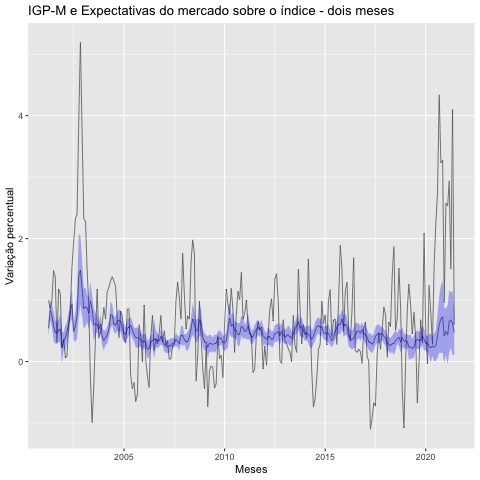 IGP-M e Expectativas do mercado sobre o índice - dois meses
Variação percentual
4
2
0
2005
2010
2015
2020
Meses